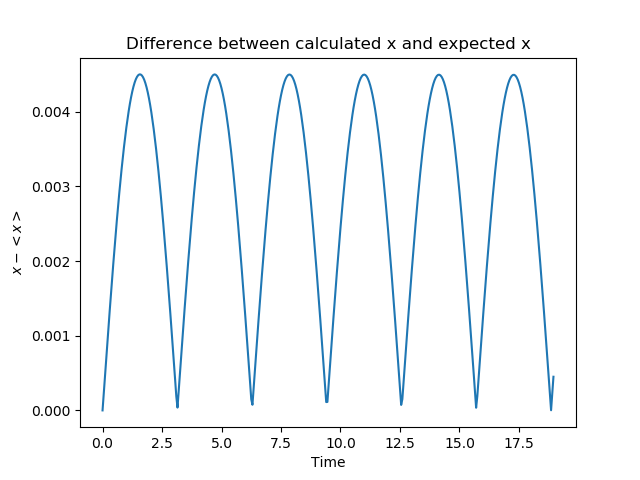 Difference between calculated x and expected x
0.004
0.003
0.002
0.001
0.000
x − < x >
0.0 2.5 5.0 7.5 10.0 12.5 15.0 17.5
Time